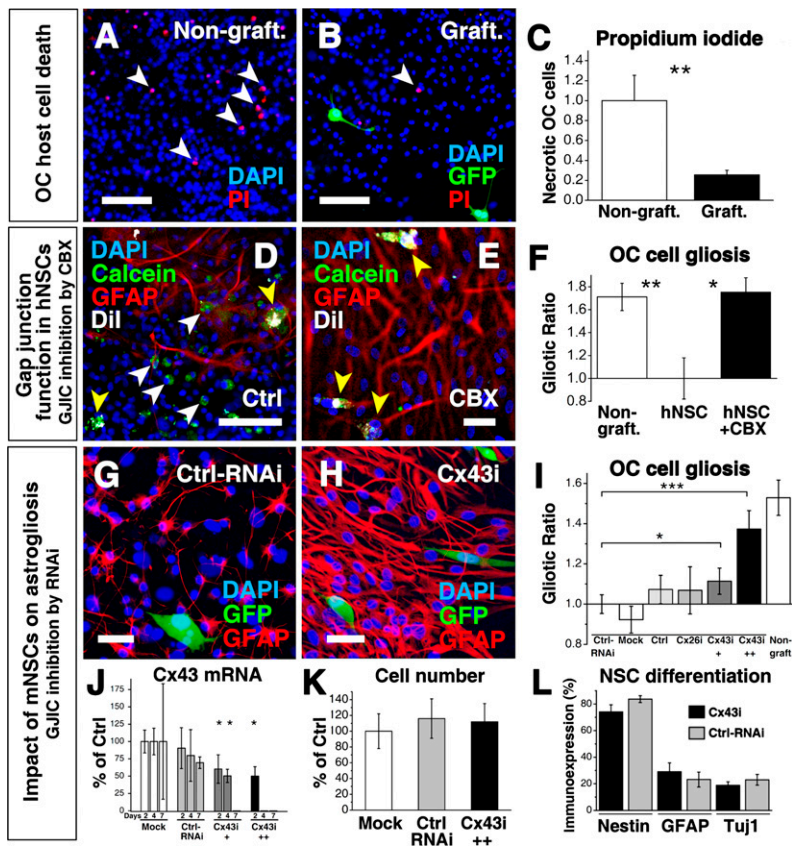 OC host cell death
A
Non-graft.
DAPI
PI
B
Graft.
DAPI
GFP
PI
C
Propidium iodide
Necrotic OC cells
1.4
1.2
1.0
0.8
0.6
0.4
0.2
0.0
**
Non-graft.
Graft.
Gap junction
function in hNSCs
GJIC inhibition by CBX
DAPI
Calcein
GFAP
DiI
D
Ctrl
DAPI
Calcein
GFAP
DiI
E
CBX
F
OC cell gliosis
Gliotic Ratio
1.8
1.6
1.4
1.2
1.0
0.8
** *
Non-
graft.
hNSC
hNSC
+CBX
Impact of mNSCs on astrogliosis
GJIC inhibition by RNAi
G
Ctrl-RNAi
DAPI
GFP
GFAP
H
Cx43i
DAPI
GFP
GFAP
I
OC cell gliosis
Gliotic Ratio
1.6
1.4
1.2
1.0
0.8
***
*
Ctrl-
RNAi
Mock
Ctrl
Cx26i
Cx43i
+
Cx43i
++
Non-
graft
J
Cx43 mRNA
% of Ctrl
175
150
125
100
75
50
25
0
* * *
Days 2 4 7 2 4 7 2 4 7 2 4 7
Mock
Ctrl-
RNAi
Cx43i
+
Cx43i
++
K
Cell number
% of Ctrl
140
120
100
80
60
40
20
0
Mock
Ctrl
RNAi
Cx43i
++
L
NSC differentiation
Immunoexpression (%)
80
60
40
20
0
Cx43i
Ctrl-RNAi
Nestin
GFAP
Tuj1